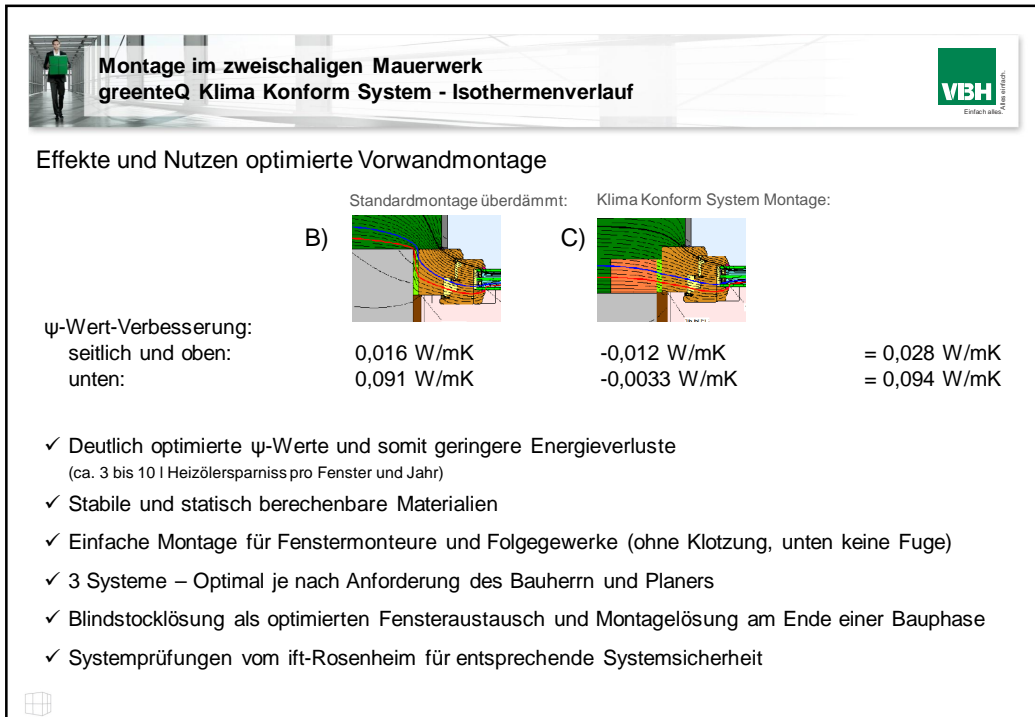 Montage im zweischaligen Mauerwerk
greenteQ Klima Konform System - Isothermenverlauf
VBH
Einfach alles.
Alles einfach.
Effekte und Nutzen optimierte Vorwandmontage
Standardmontage überdämmt: Klima Konform System Montage:
B) C)
ψ-Wert-Verbesserung:
seitlich und oben: 0,016 W/mK -0,012 W/mK = 0,028 W/mK
unten: 0,091 W/mK -0,0033 W/mK = 0,094 W/mK
✓ Deutlich optimierte ψ-Werte und somit geringere Energieverluste
(ca. 3 bis 10 l Heizölersparniss pro Fenster und Jahr)
✓ Stabile und statisch berechenbare Materialien
✓ Einfache Montage für Fenstermonteure und Folgegewerke (ohne Klotzung, unten keine Fuge)
✓ 3 Systeme – Optimal je nach Anforderung des Bauherrn und Planers
✓ Blindstocklösung als optimierten Fensteraustausch und Montagelösung am Ende einer Bauphase
✓ Systemprüfungen vom ift-Rosenheim für entsprechende Systemsicherheit